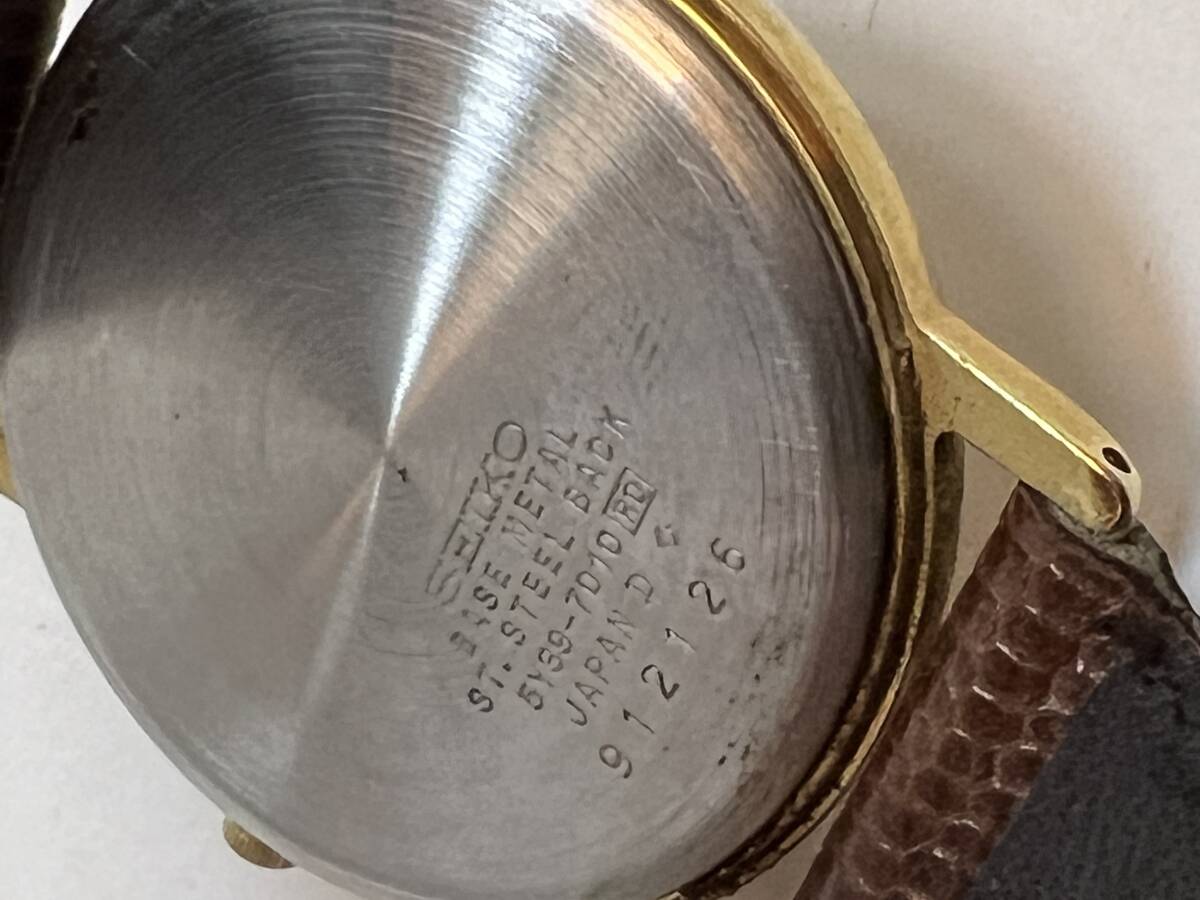 SEIKO
BASE METAL
ST. STEEL BACK
5Y39-7010 RD
JAPAN D
912126